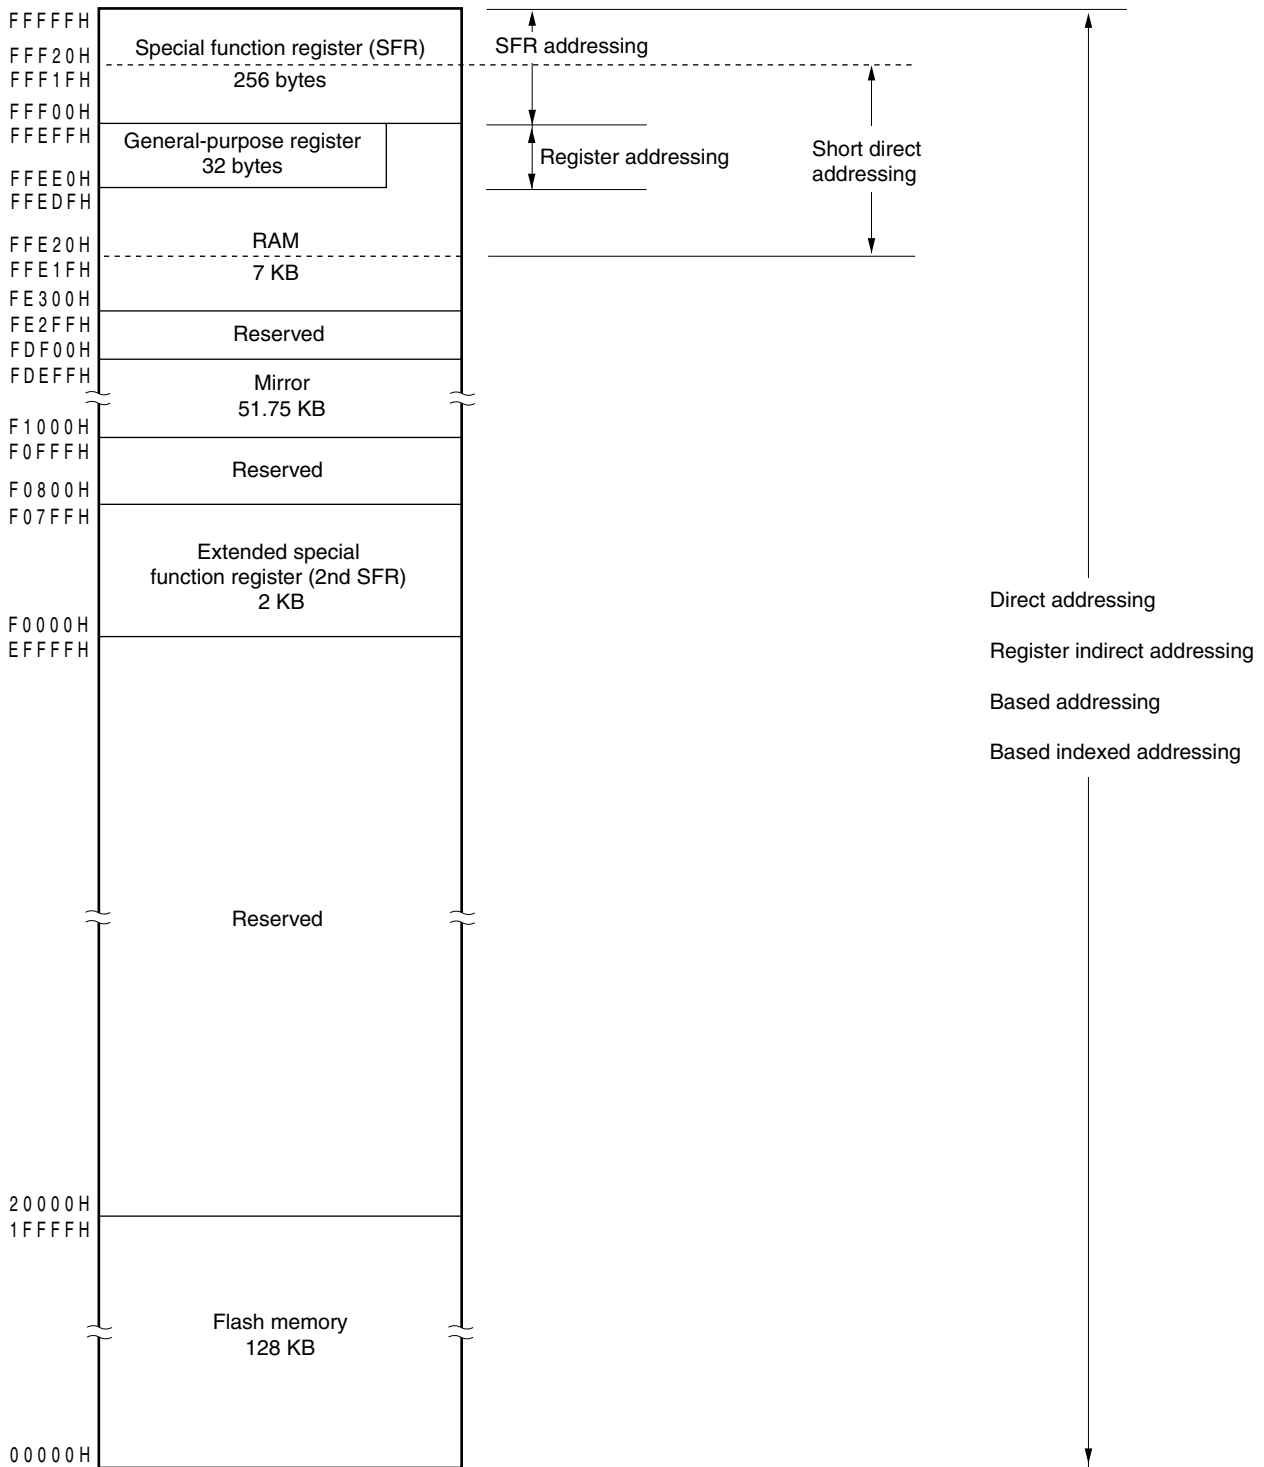 FFFFFH
Special function register (SFR)
SFR addressing
FFF20H
FFF1FH
256 bytes
FFF00H
FFEFFH
General-purpose register
32 bytes
Register addressing
Short direct
addressing
FFEE0H
FFEDFH
FFE20H
RAM
FFE1FH
7 KB
FE300H
FE2FFH
Reserved
FDF00H
FDEFFH
Mirror
51.75 KB
F1000H
F0FFFH
Reserved
F0800H
F07FFH
Extended special
function register (2nd SFR)
2 KB
Direct addressing
F0000H
EFFFFH
Register indirect addressing
Based addressing
Based indexed addressing
Reserved
20000H
1FFFFH
Flash memory
128 KB
00000H